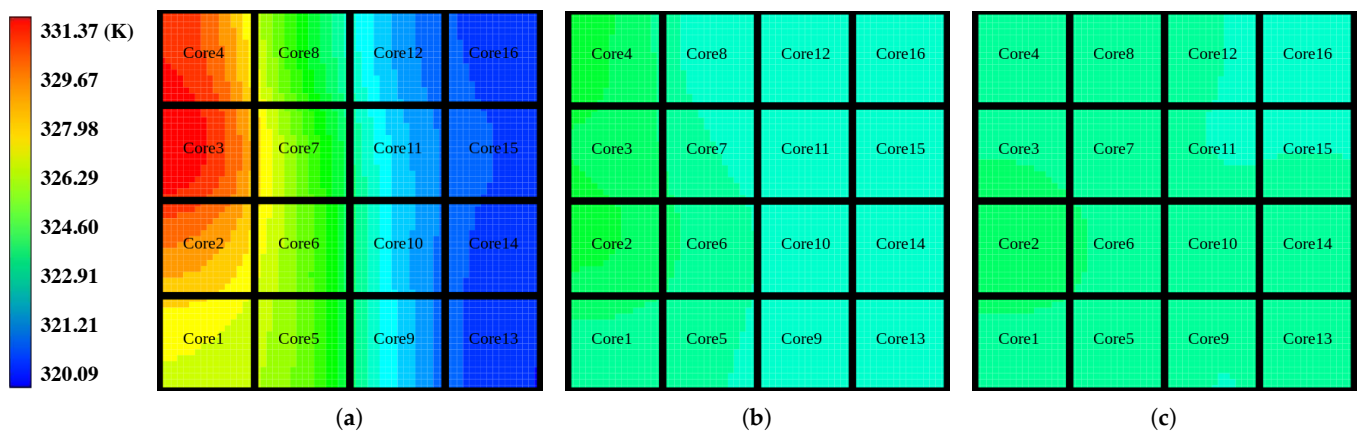 331.37 (K)
329.67
327.98
326.29
324.60
322.91
321.21
320.09
Core4 Core8 Core12 Core16
Core3 Core7 Core11 Core15
Core2 Core6 Core10 Core14
Core1 Core5 Core9 Core13
(a)
Core4 Core8 Core12 Core16
Core3 Core7 Core11 Core15
Core2 Core6 Core10 Core14
Core1 Core5 Core9 Core13
(b)
Core4 Core8 Core12 Core16
Core3 Core7 Core11 Core15
Core2 Core6 Core10 Core14
Core1 Core5 Core9 Core13
(c)